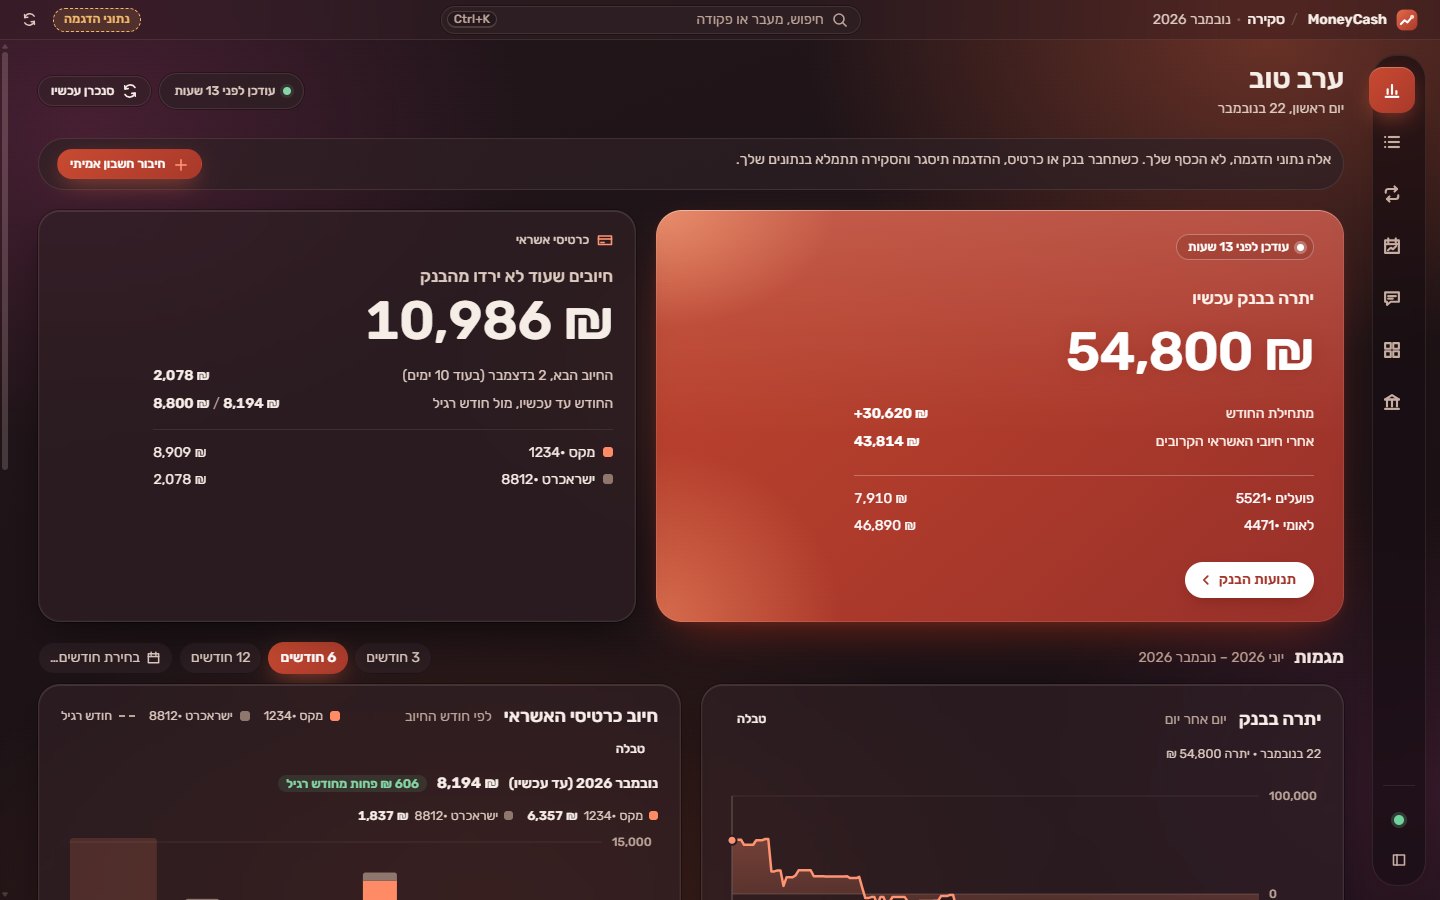 MoneyCash / סקירה · נובמבר 2026
חיפוש, מעבר או פקודה Ctrl+K
נתוני הדגמה
ערב טוב
יום ראשון, 22 בנובמבר
עודכן לפני 13 שעות
סנכרן עכשיו
אלה נתוני הדגמה, לא הכסף שלך. כשתחבר בנק או כרטיס, ההדגמה תיסגר והסקירה תתמלא בנתונים שלך.
חיבור חשבון אמיתי
עודכן לפני 13 שעות
יתרה בבנק עכשיו
54,800 ₪
מתחילת החודש +30,620 ₪
אחרי חיובי האשראי הקרובים 43,814 ₪
פועלים ·5521 7,910 ₪
לאומי ·4471 46,890 ₪
תנועות הבנק
כרטיסי אשראי
חיובים שעוד לא ירדו מהבנק
10,986 ₪
החיוב הבא, 2 בדצמבר (בעוד 10 ימים) 2,078 ₪
החודש עד עכשיו, מול חודש רגיל 8,194 ₪ / 8,800 ₪
מקס ·1234 8,909 ₪
ישראכרט ·8812 2,078 ₪
מגמות יוני 2026 – נובמבר 2026
3 חודשים
6 חודשים
12 חודשים
בחירת חודשים...
יתרה בבנק יום אחר יום
טבלה
22 בנובמבר · יתרה 54,800 ₪
100,000
0
חיוב כרטיסי האשראי לפי חודש החיוב
מקס ·1234 ישראכרט ·8812 חודש רגיל
טבלה
נובמבר 2026 (עד עכשיו) 8,194 ₪ 606 ₪ פחות מחודש רגיל
מקס ·1234 6,357 ₪ ישראכרט ·8812 1,837 ₪
15,000